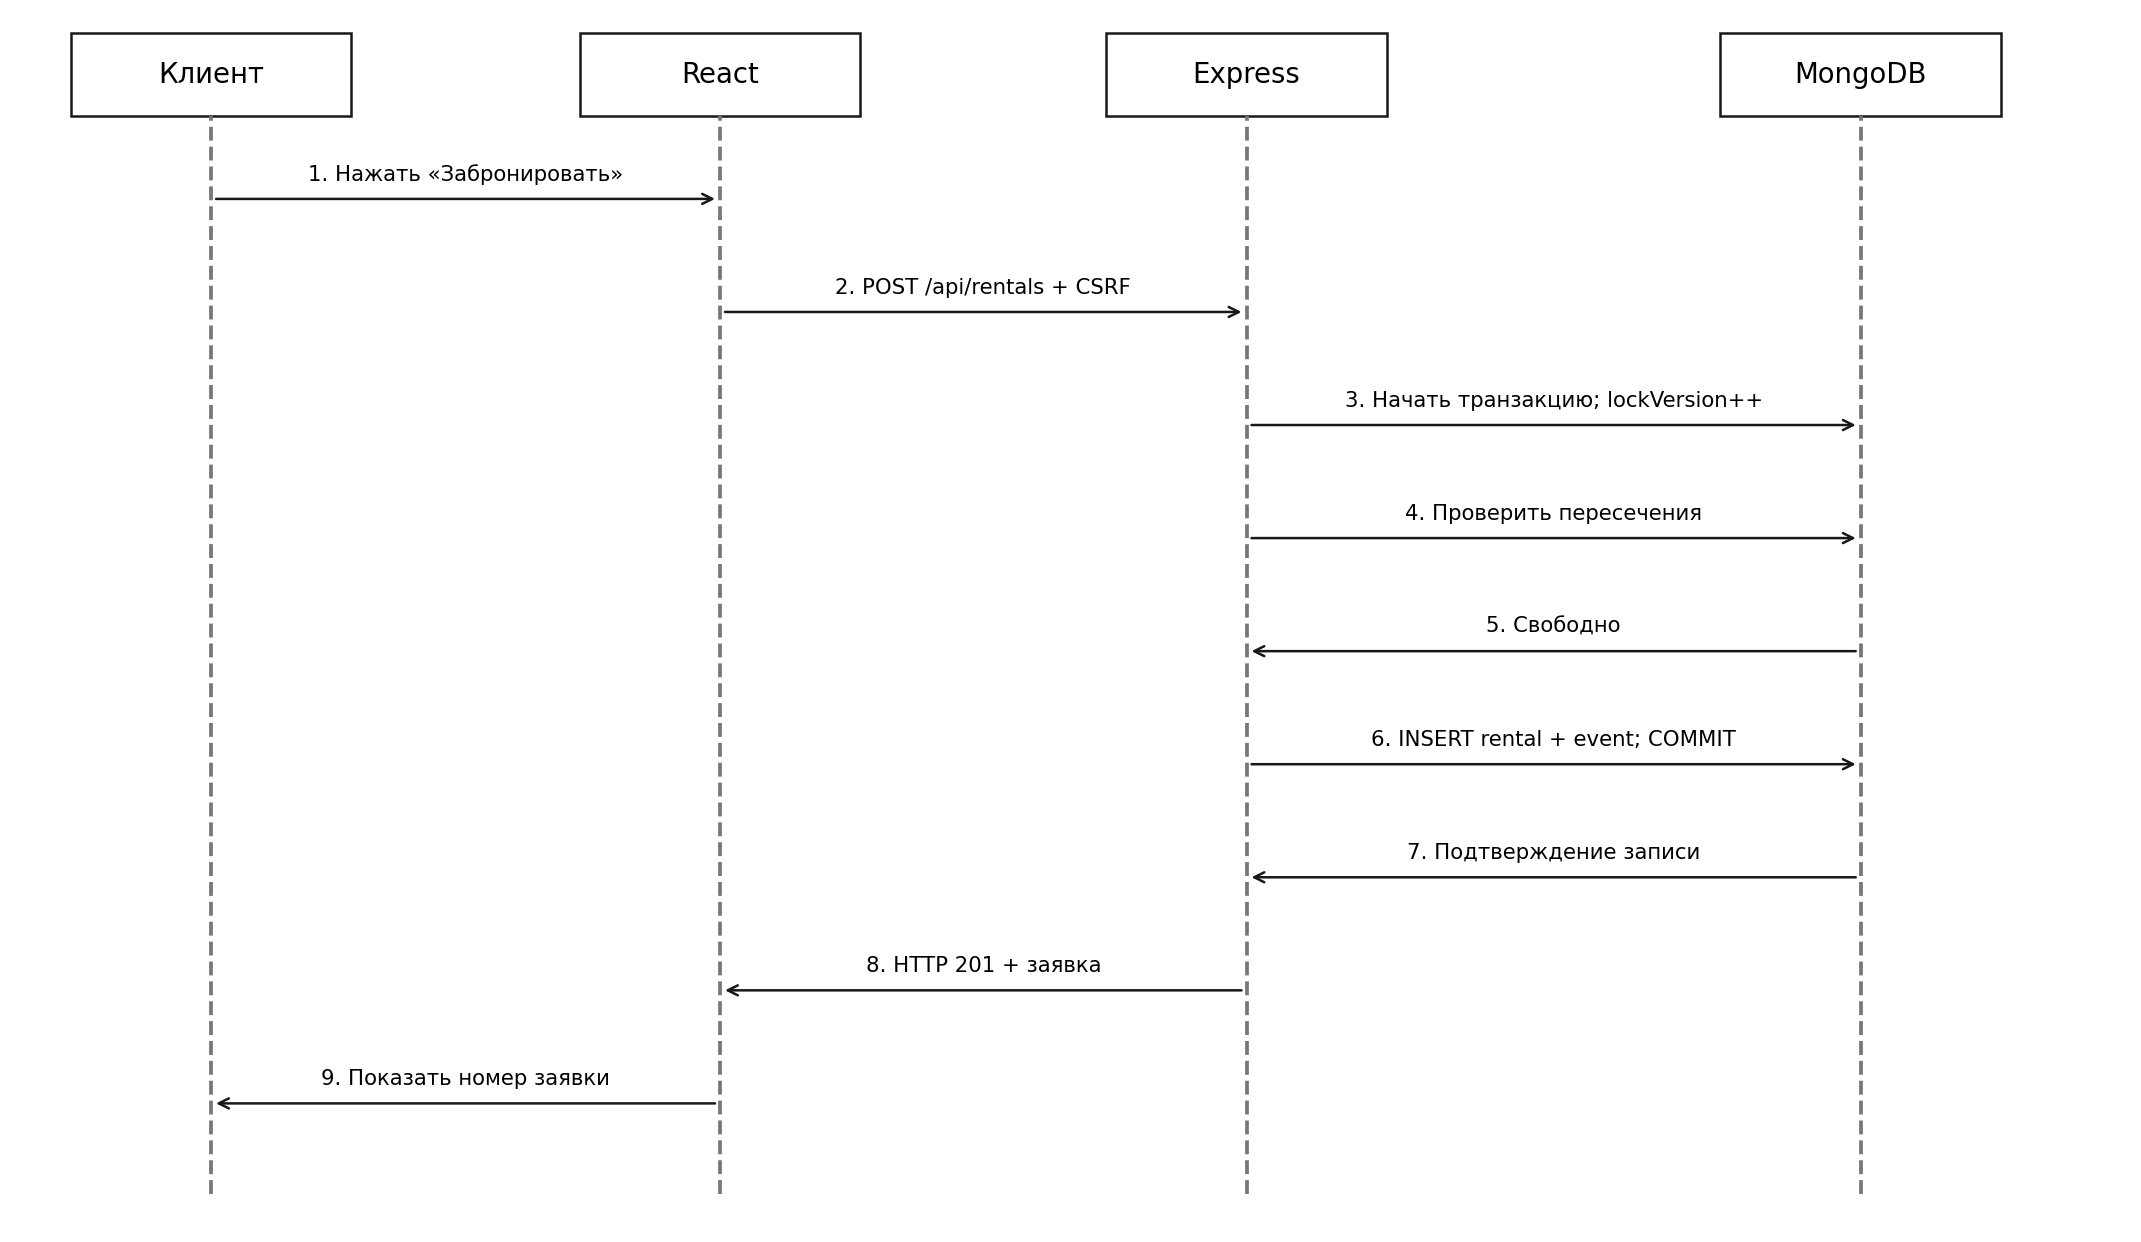 Клиент
React
Express
MongoDB
1. Нажать «Забронировать»
2. POST /api/rentals + CSRF
3. Начать транзакцию; lockVersion++
4. Проверить пересечения
5. Свободно
6. INSERT rental + event; COMMIT
7. Подтверждение записи
8. HTTP 201 + заявка
9. Показать номер заявки